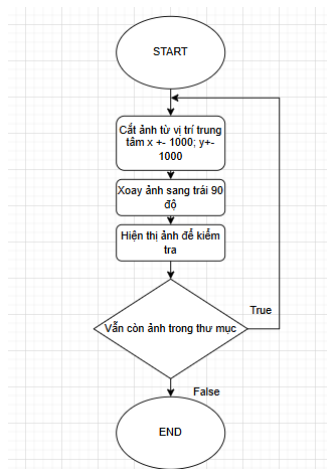 START
Cắt ảnh từ vị trí trung
tâm x +- 1000; y+-
1000
Xoay ảnh sang trái 90
độ
Hiện thị ảnh để kiểm
tra
Vẫn còn ảnh trong thư mục
True
False
END